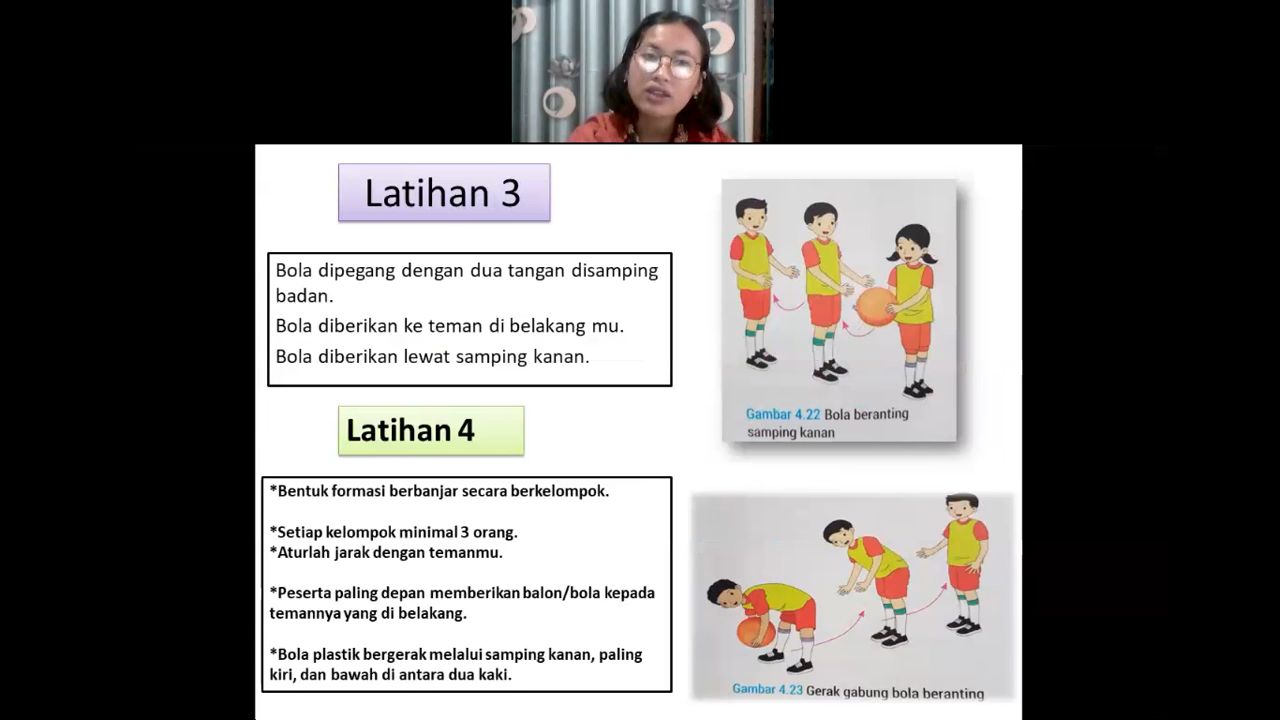 Latihan 3
Bola dipegang dengan dua tangan disamping
badan.
Bola diberikan ke teman di belakang mu.
Bola diberikan lewat samping kanan.
Gambar 4.22 Bola beranting
samping kanan
Latihan 4
*Bentuk formasi berbanjar secara berkelompok.
*Setiap kelompok minimal 3 orang.
*Aturlah jarak dengan temanmu.
*Peserta paling depan memberikan balon/bola kepada
temannya yang di belakang.
*Bola plastik bergerak melalui samping kanan, paling
kiri, dan bawah di antara dua kaki.
Gambar 4.23 Gerak gabung bola beranting